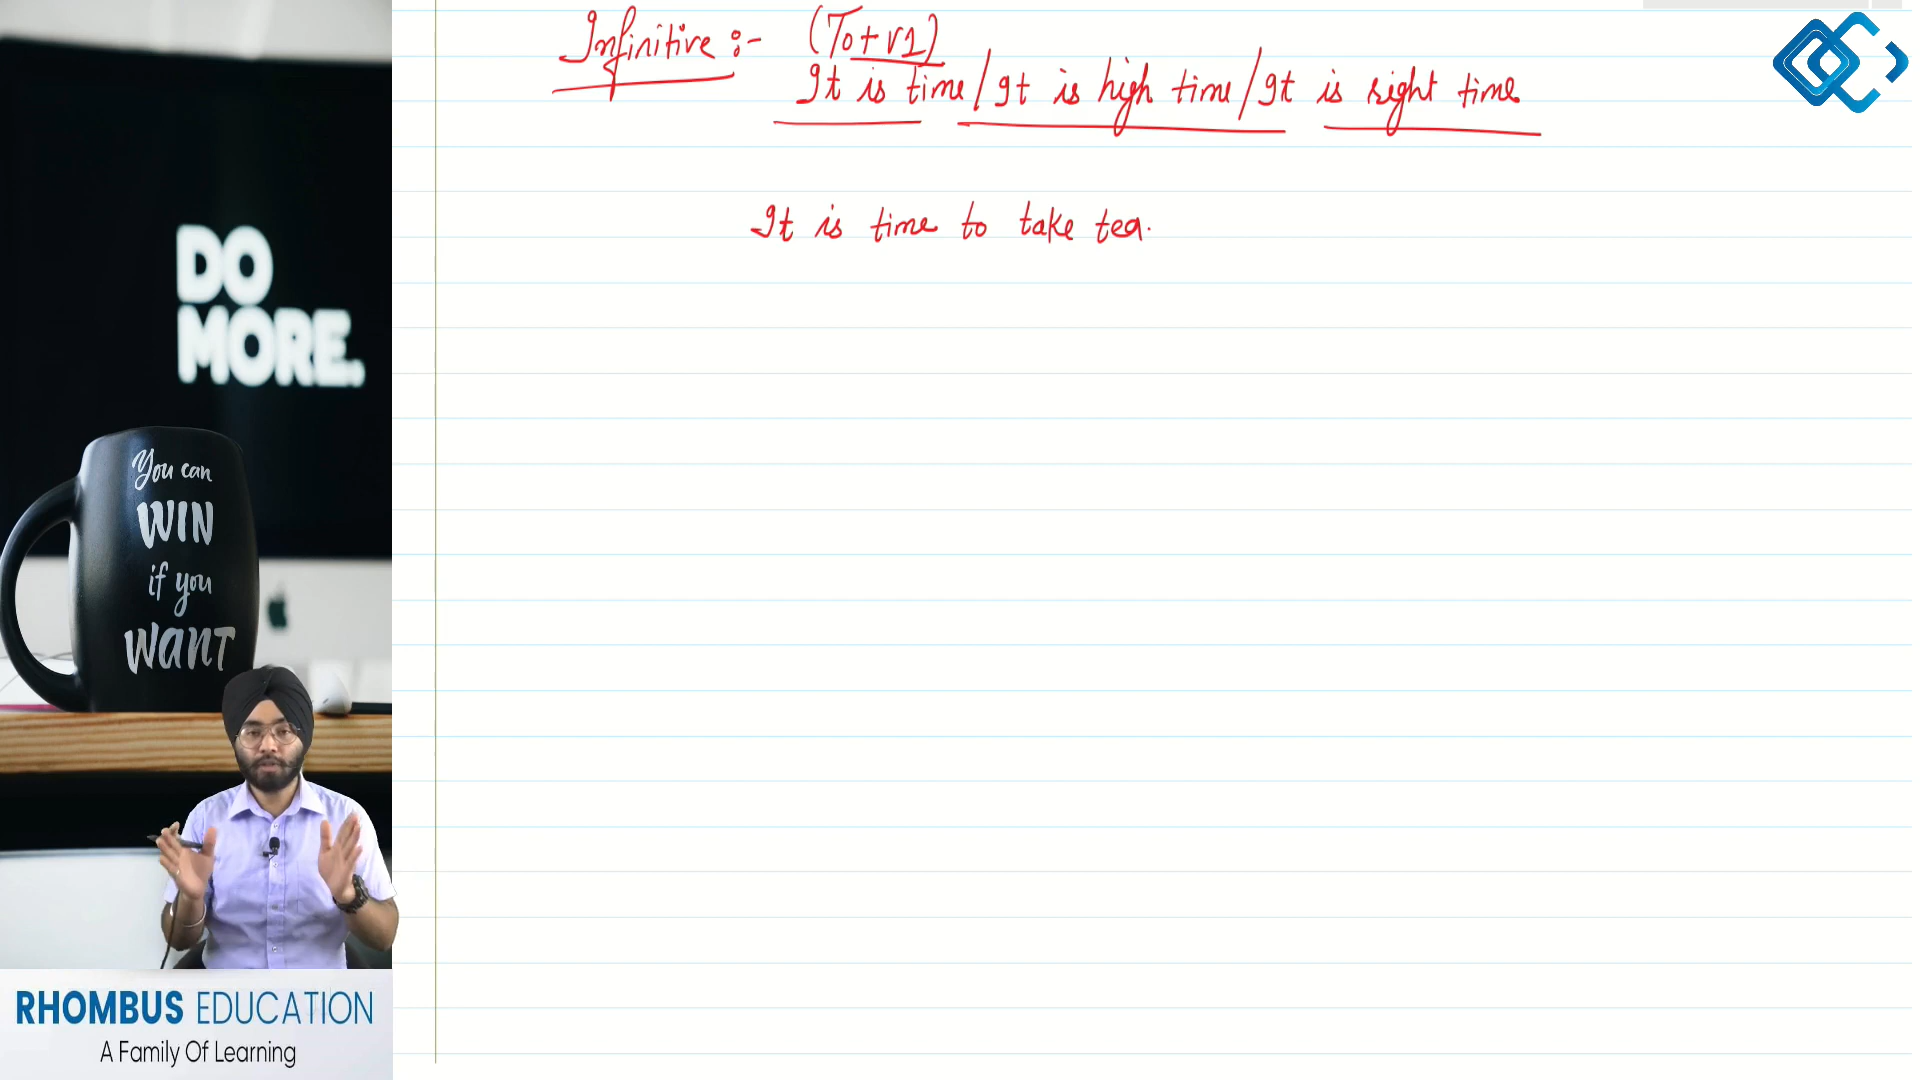 Infinitive :- (To+v1)
It is time/It is high time/It is right time
It is time to take tea.
DO
MORE.
You can
WIN
if you
WANT
RHOMBUS EDUCATION
A Family Of Learning